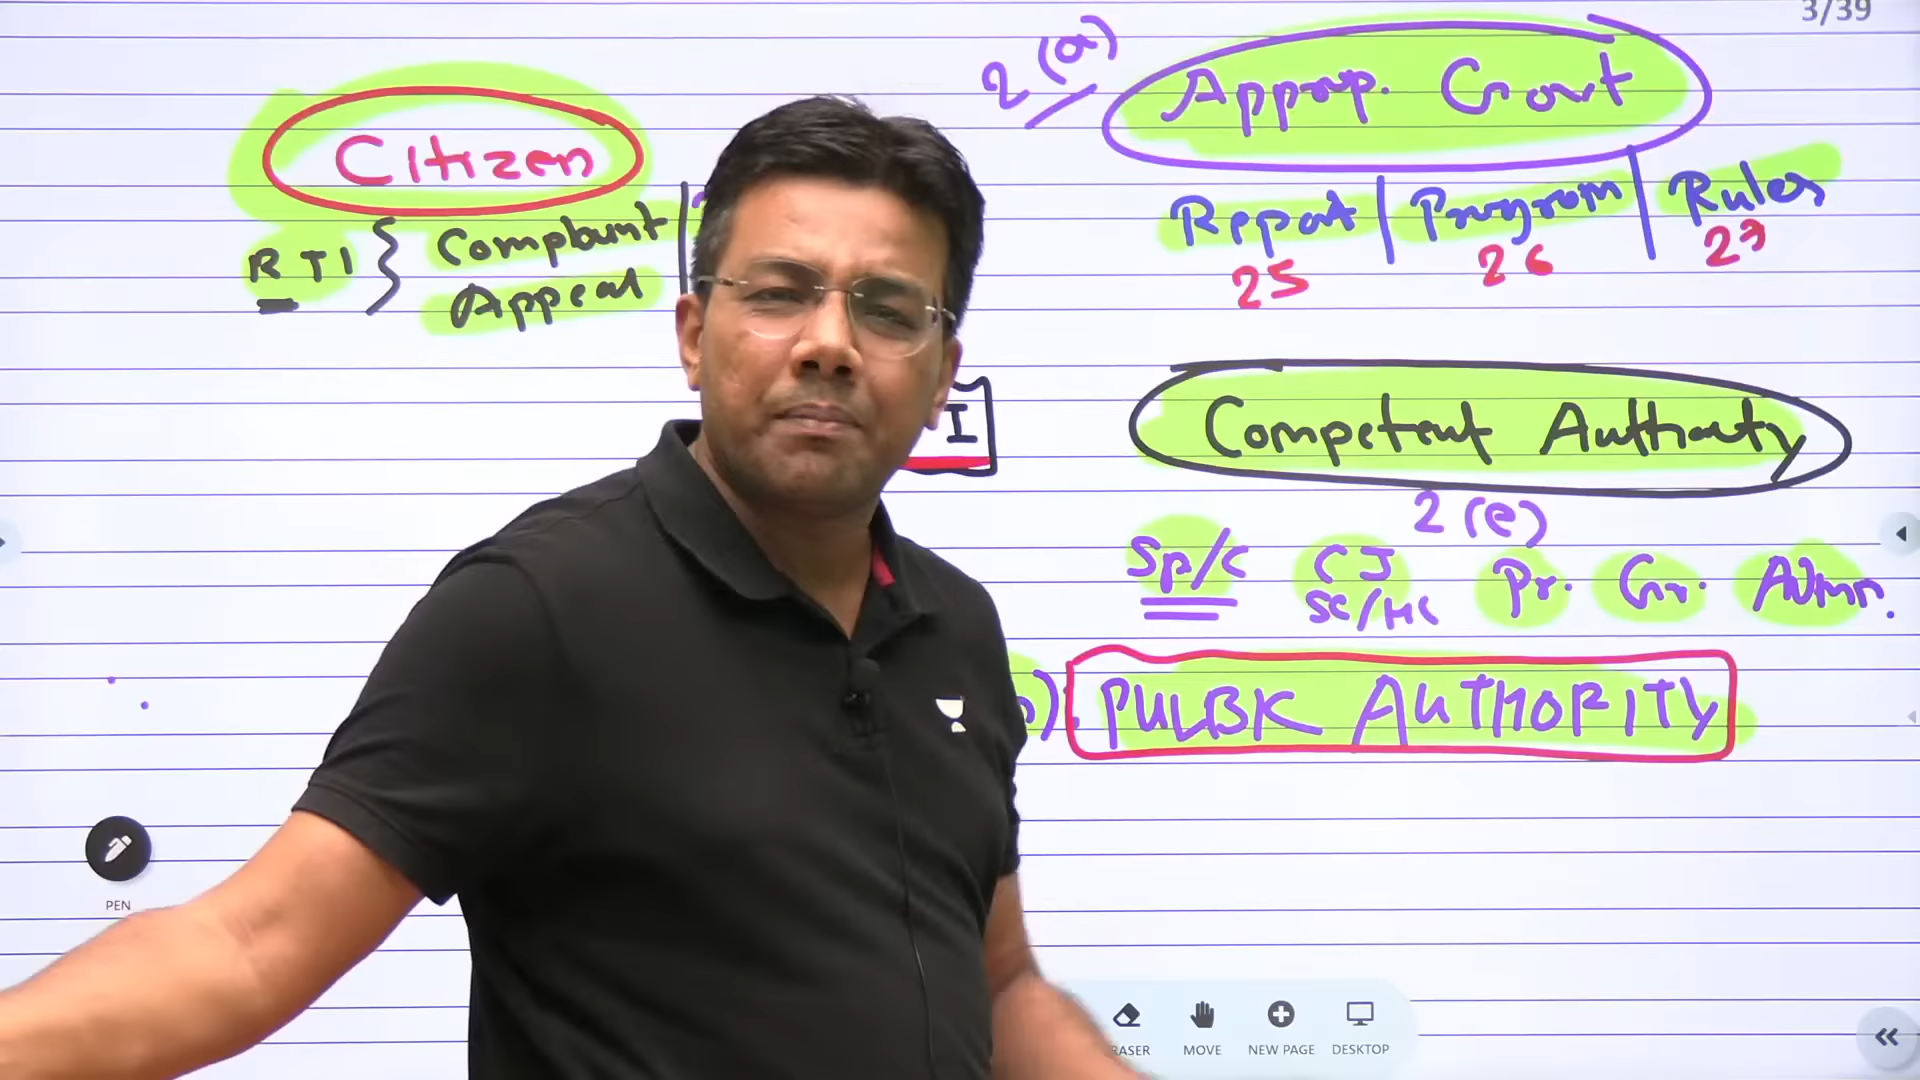 3/39
2 (a) Approp. Govt
Citizen
Report | Program | Rules
25 26 27
RTI } Complaint
Appeal
I
Competent Authority
2 (e)
Sp/C CJ SC/HC Pr. Gr. Admn.
PULBK AUTHORITY
PEN
RASER MOVE NEW PAGE DESKTOP